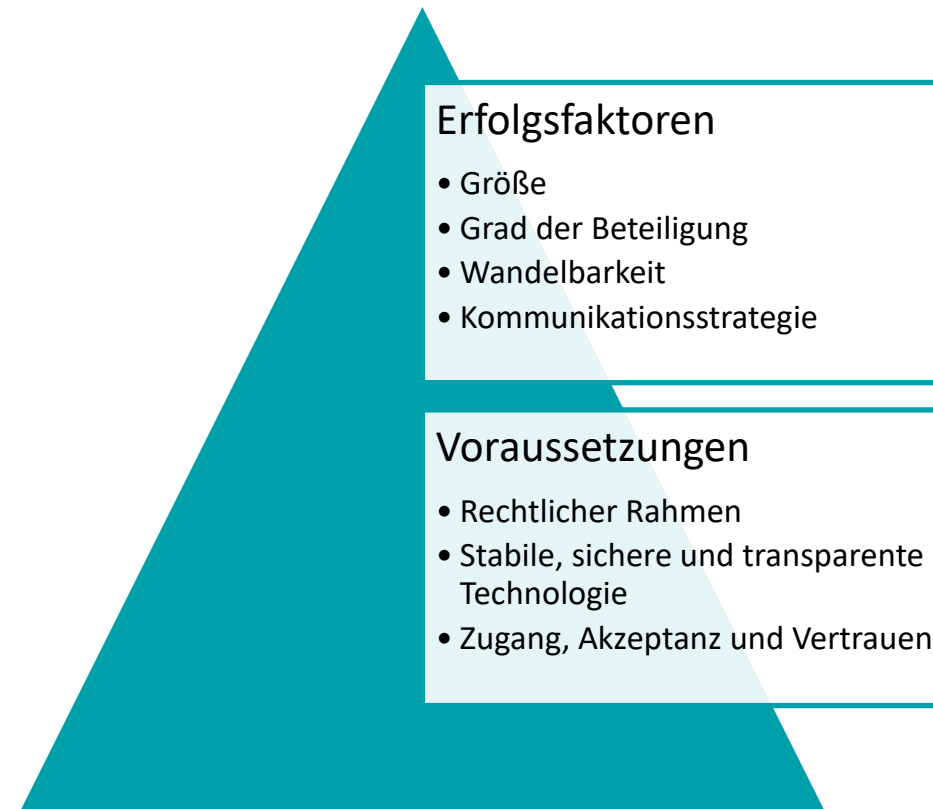 Erfolgsfaktoren
• Größe
• Grad der Beteiligung
• Wandelbarkeit
• Kommunikationsstrategie
Voraussetzungen
• Rechtlicher Rahmen
• Stabile, sichere und transparente
Technologie
• Zugang, Akzeptanz und Vertrauen